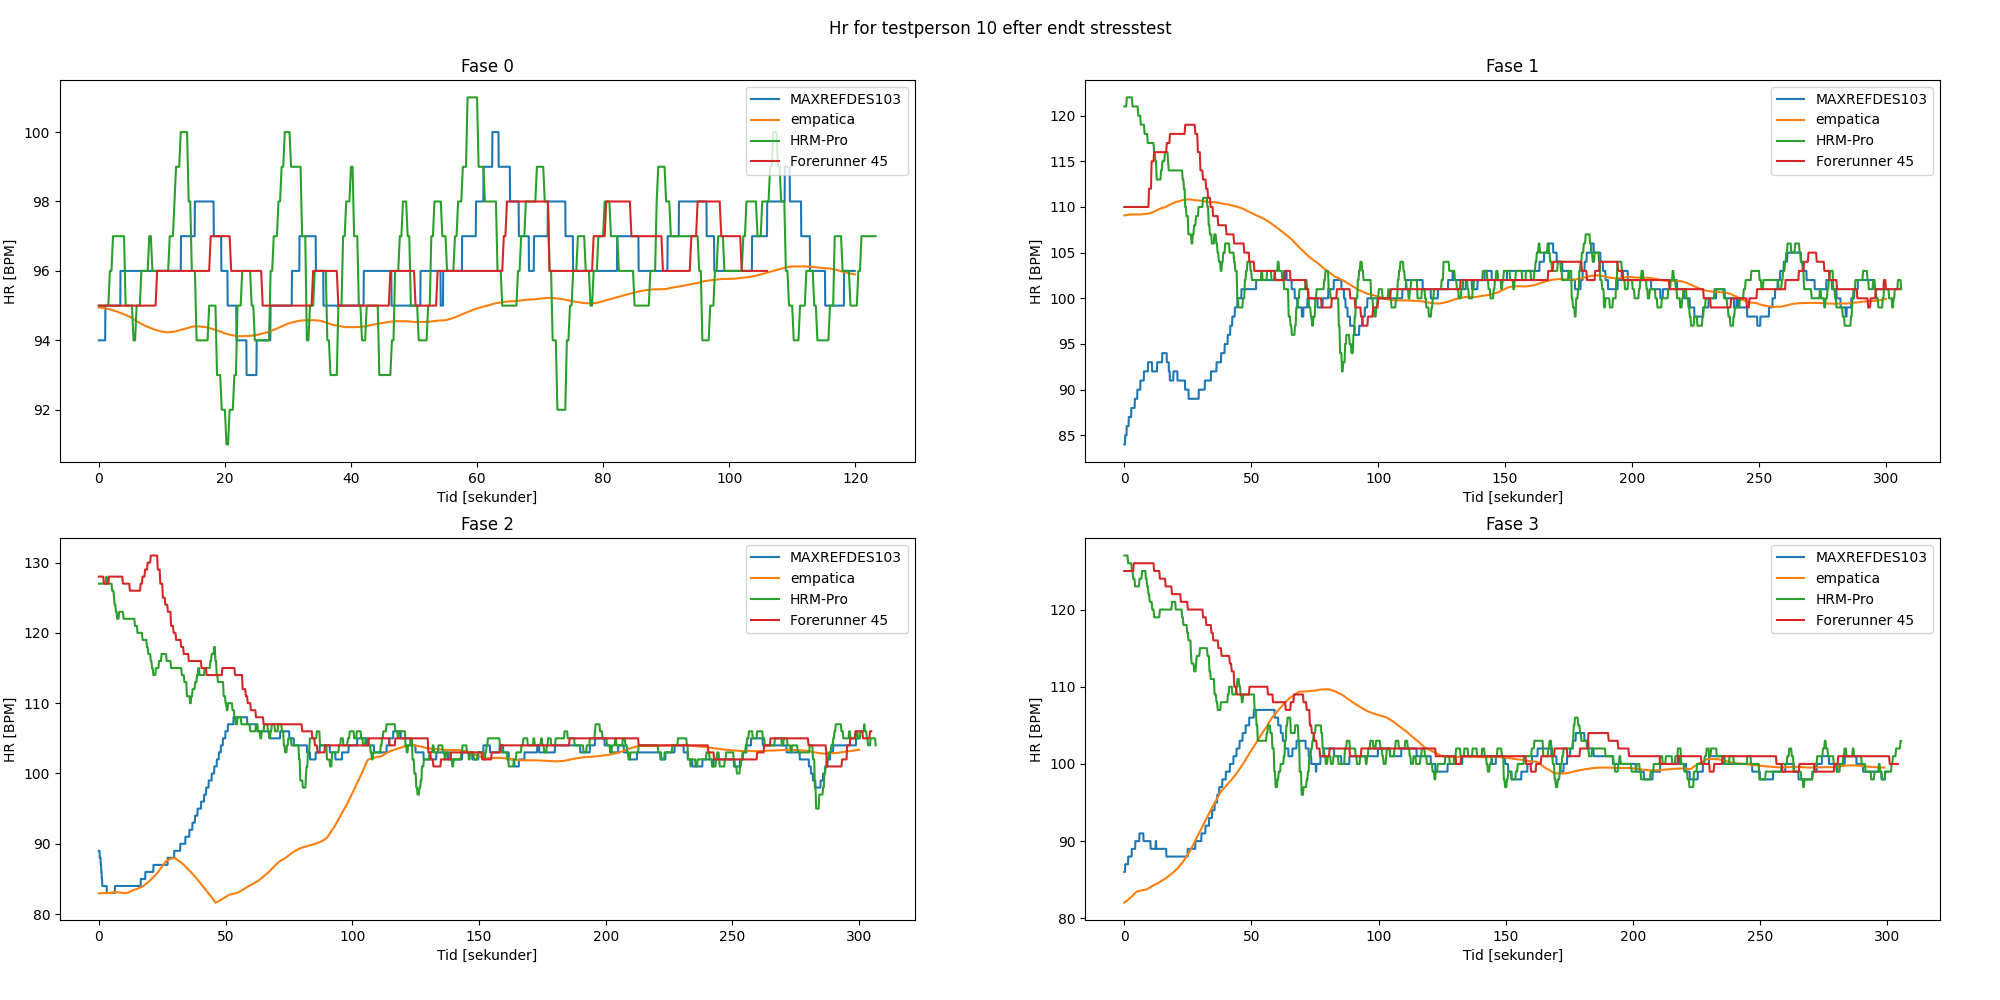 Hr for testperson 10 efter endt stresstest
Fase 0
HR [BPM]
100
98
96
94
92
0 20 40 60 80 100 120
Tid [sekunder]
MAXREFDES103
empatica
HRM-Pro
Forerunner 45
Fase 1
HR [BPM]
120
115
110
105
100
95
90
85
0 50 100 150 200 250 300
Tid [sekunder]
MAXREFDES103
empatica
HRM-Pro
Forerunner 45
Fase 2
HR [BPM]
130
120
110
100
90
80
0 50 100 150 200 250 300
Tid [sekunder]
MAXREFDES103
empatica
HRM-Pro
Forerunner 45
Fase 3
HR [BPM]
120
110
100
90
80
0 50 100 150 200 250 300
Tid [sekunder]
MAXREFDES103
empatica
HRM-Pro
Forerunner 45